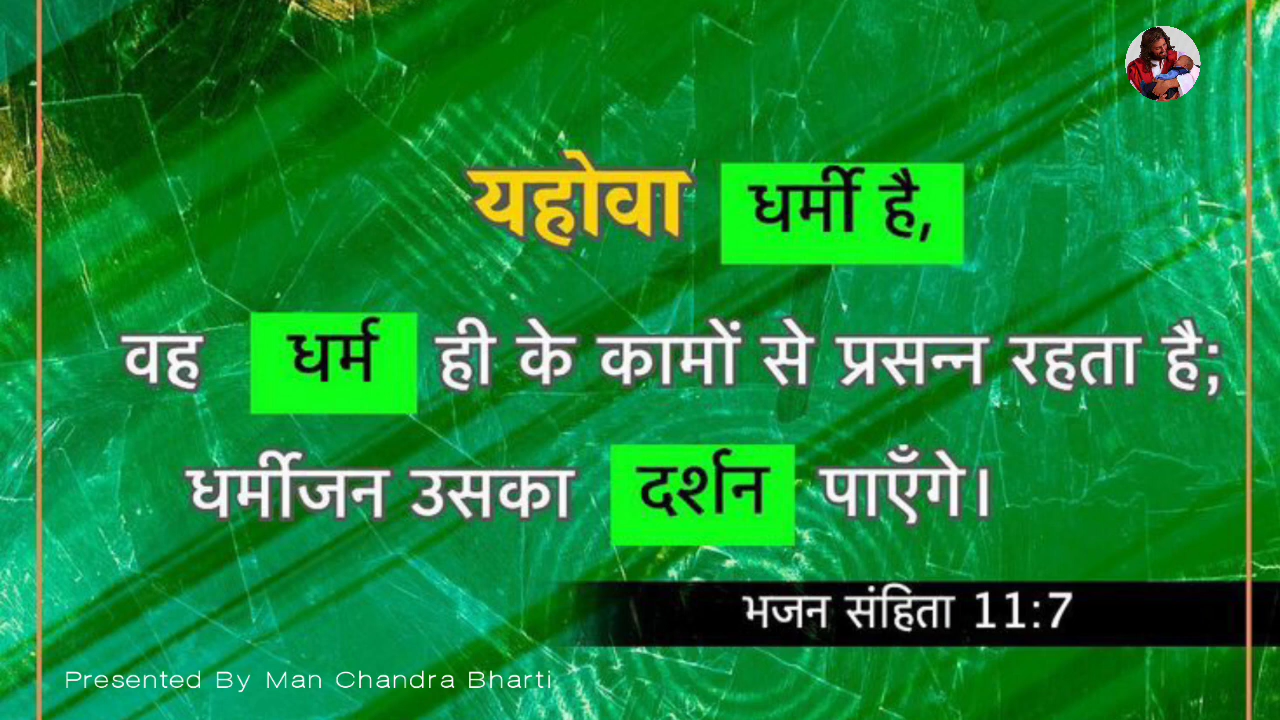 यहोवा धर्मी है,
वह धर्म ही के कामों से प्रसन्न रहता है;
धर्मीजन उसका दर्शन पाएँगे।
भजन संहिता 11:7
Presented By Man Chandra Bharti